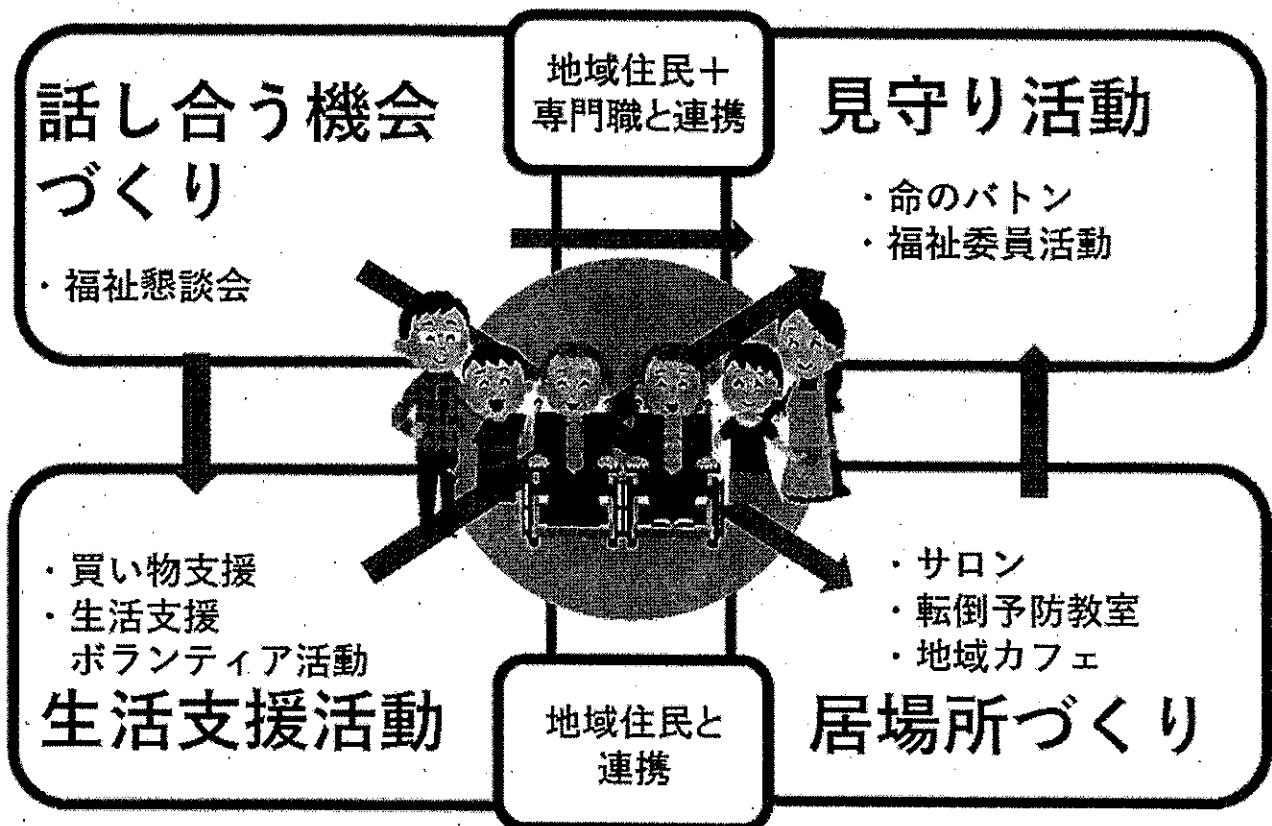 話し合う機会
づくり
・福祉懇談会
地域住民＋
専門職と連携
見守り活動
・命のバトン
・福祉委員活動
・買い物支援
・生活支援
ボランティア活動
生活支援活動
地域住民と
連携
・サロン
・転倒予防教室
・地域カフェ
居場所づくり